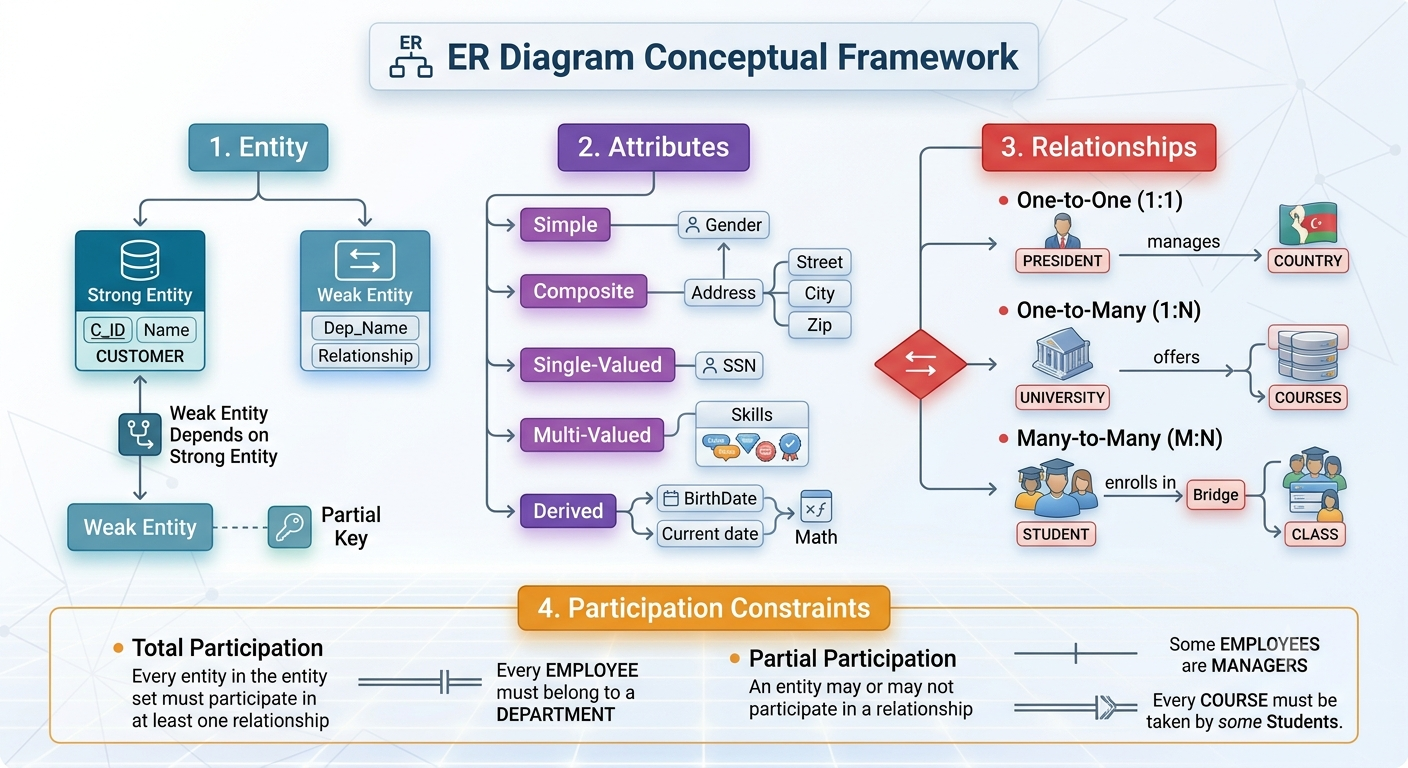 ER
ER Diagram Conceptual Framework
1. Entity
Strong Entity
C_ID
Name
CUSTOMER
Weak Entity
Dep_Name
Relationship
Weak Entity
Depends on
Strong Entity
Weak Entity
Partial
Key
2. Attributes
Simple
Gender
Composite
Address
Street
City
Zip
Single-Valued
SSN
Multi-Valued
Skills
Derived
BirthDate
Current date
×f
Math
3. Relationships
• One-to-One (1:1)
PRESIDENT
manages
COUNTRY
• One-to-Many (1:N)
UNIVERSITY
offers
COURSES
• Many-to-Many (M:N)
STUDENT
enrolls in
Bridge
CLASS
4. Participation Constraints
• Total Participation
Every entity in the entity
set must participate in
at least one relationship
Every EMPLOYEE
must belong to a
DEPARTMENT
• Partial Participation
An entity may or may not
participate in a relationship
Some EMPLOYEES
are MANAGERS
Every COURSE must be
taken by some Students.